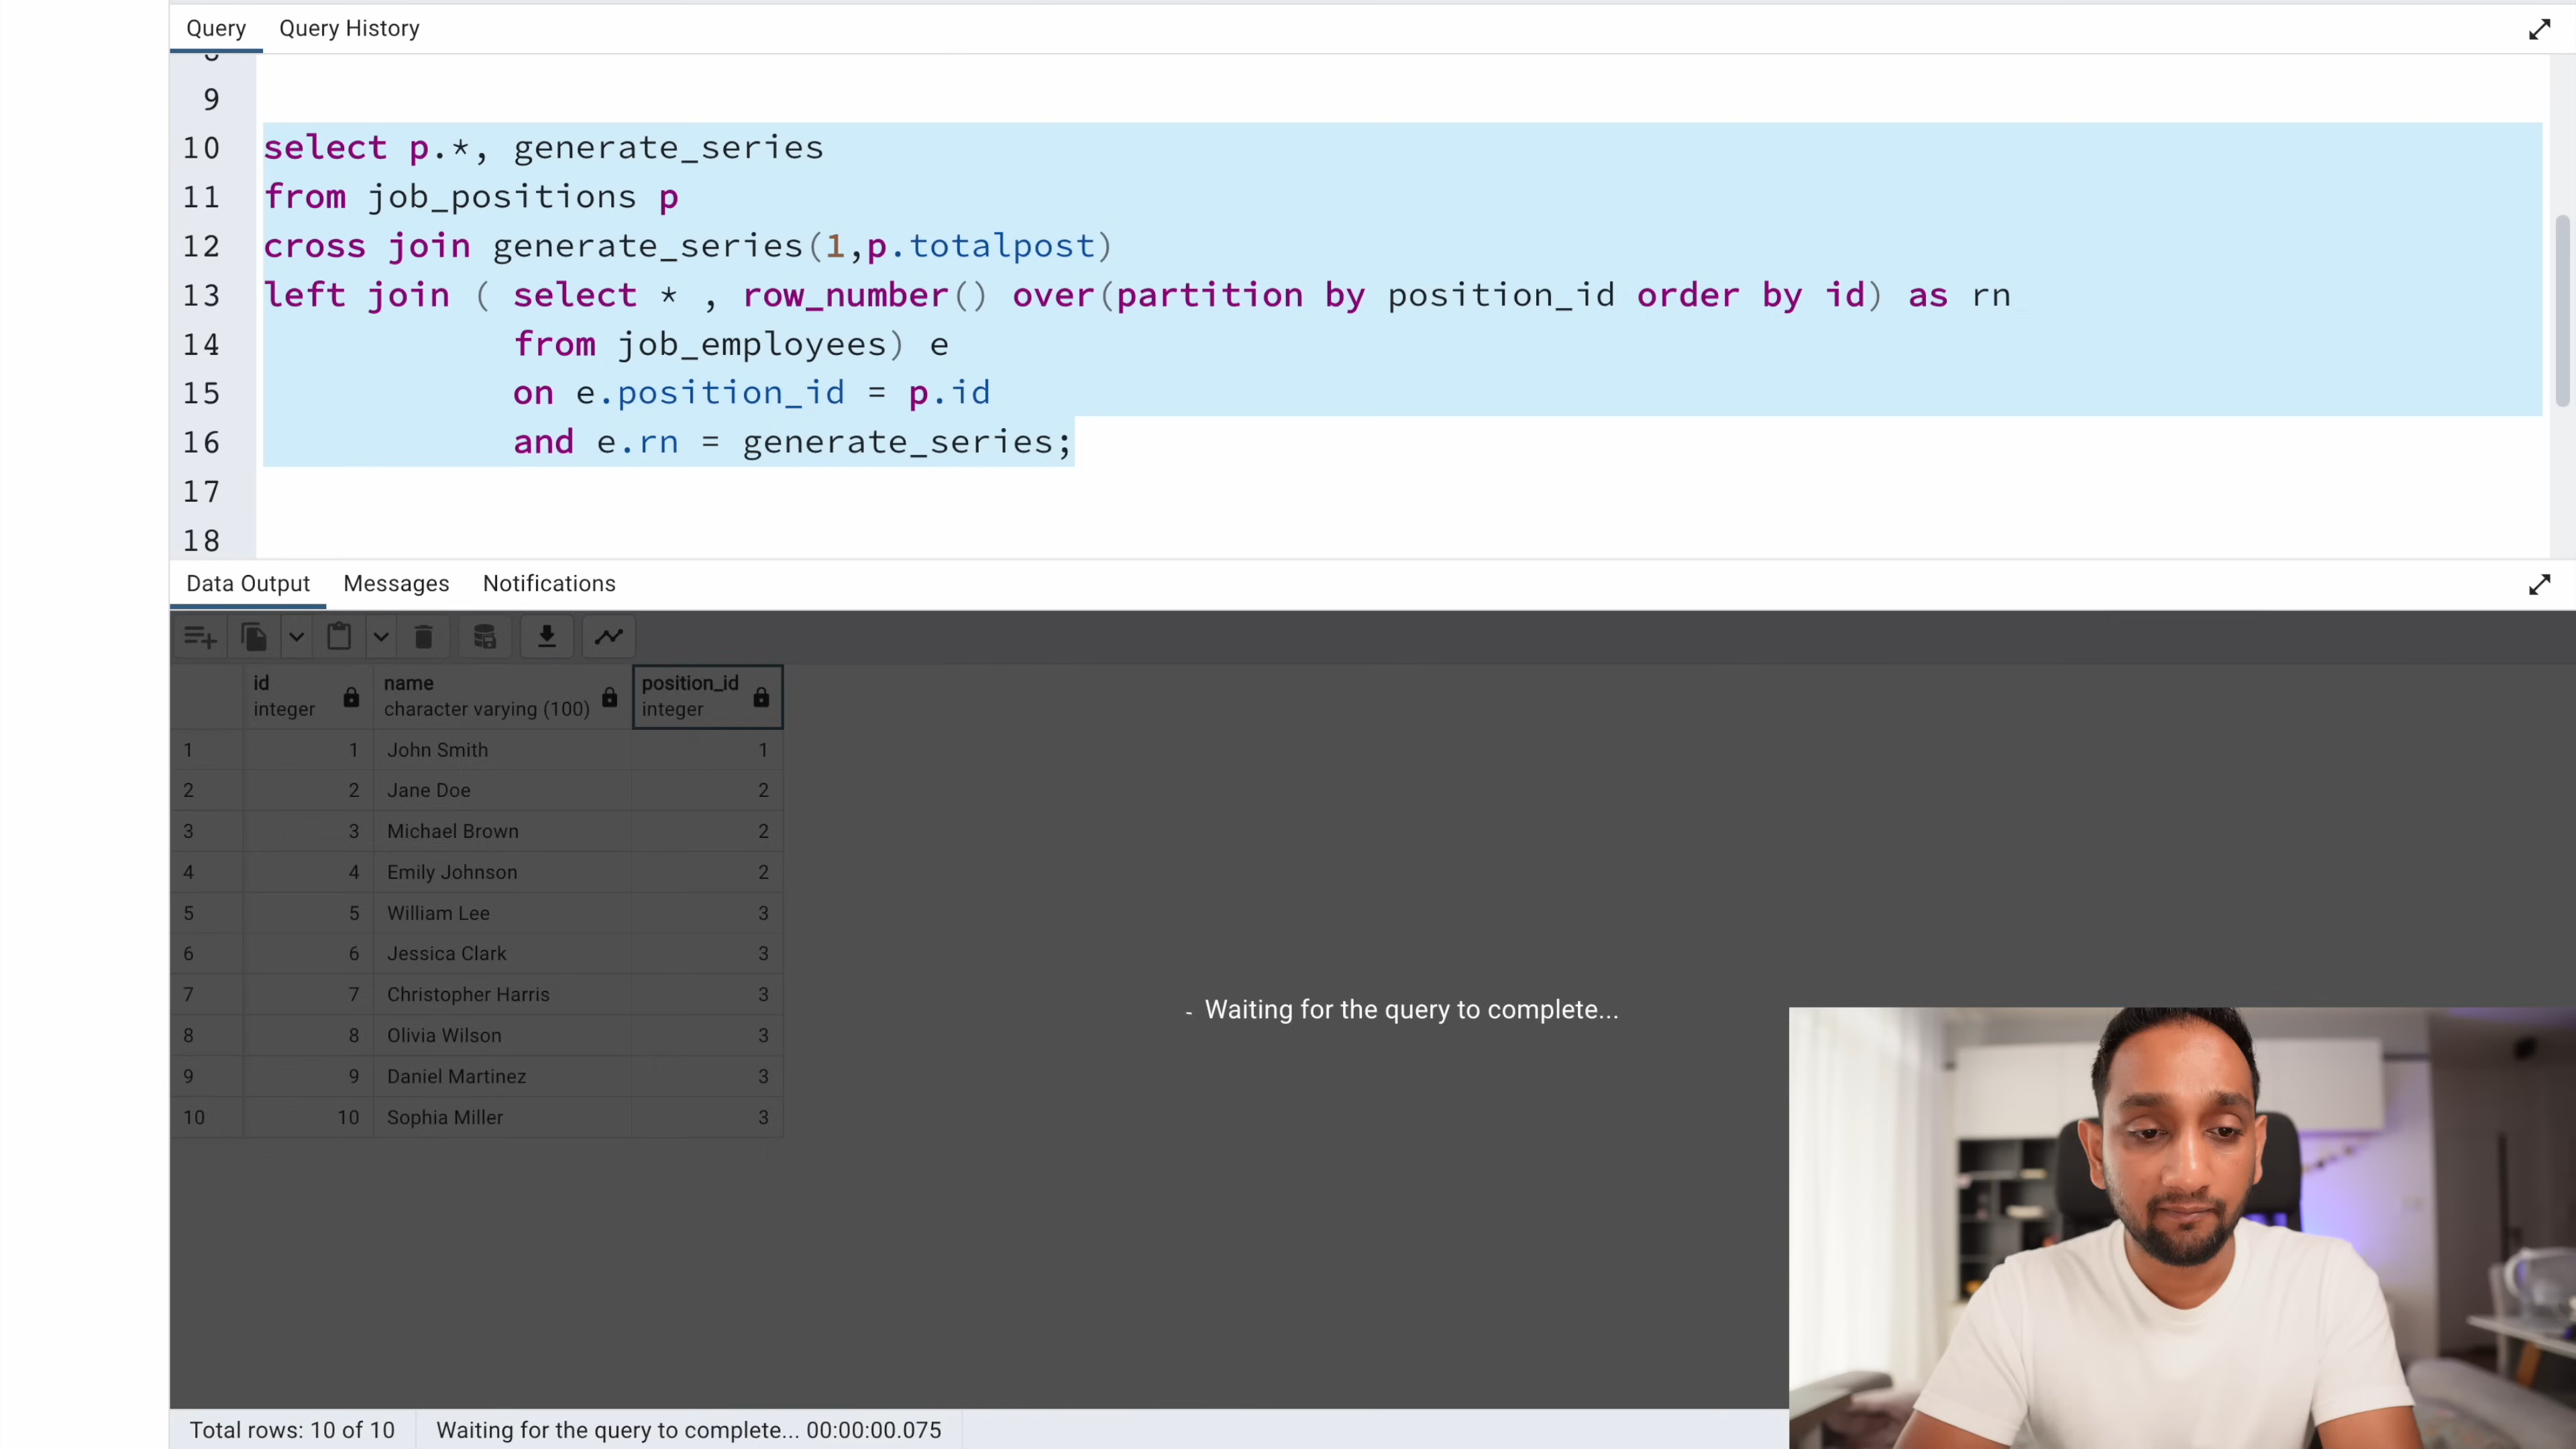 Query Query History
9
10 select p.*, generate_series
11 from job_positions p
12 cross join generate_series(1,p.totalpost)
13 left join ( select * , row_number() over(partition by position_id order by id) as rn
14 from job_employees) e
15 on e.position_id = p.id
16 and e.rn = generate_series;
17
18
Data Output Messages Notifications
id name position_id
integer character varying (100) integer
1 1 John Smith 1
2 2 Jane Doe 2
3 3 Michael Brown 2
4 4 Emily Johnson 2
5 5 William Lee 3
6 6 Jessica Clark 3
7 7 Christopher Harris 3
- Waiting for the query to complete...
8 8 Olivia Wilson 3
9 9 Daniel Martinez 3
10 10 Sophia Miller 3
Total rows: 10 of 10 Waiting for the query to complete... 00:00:00.075